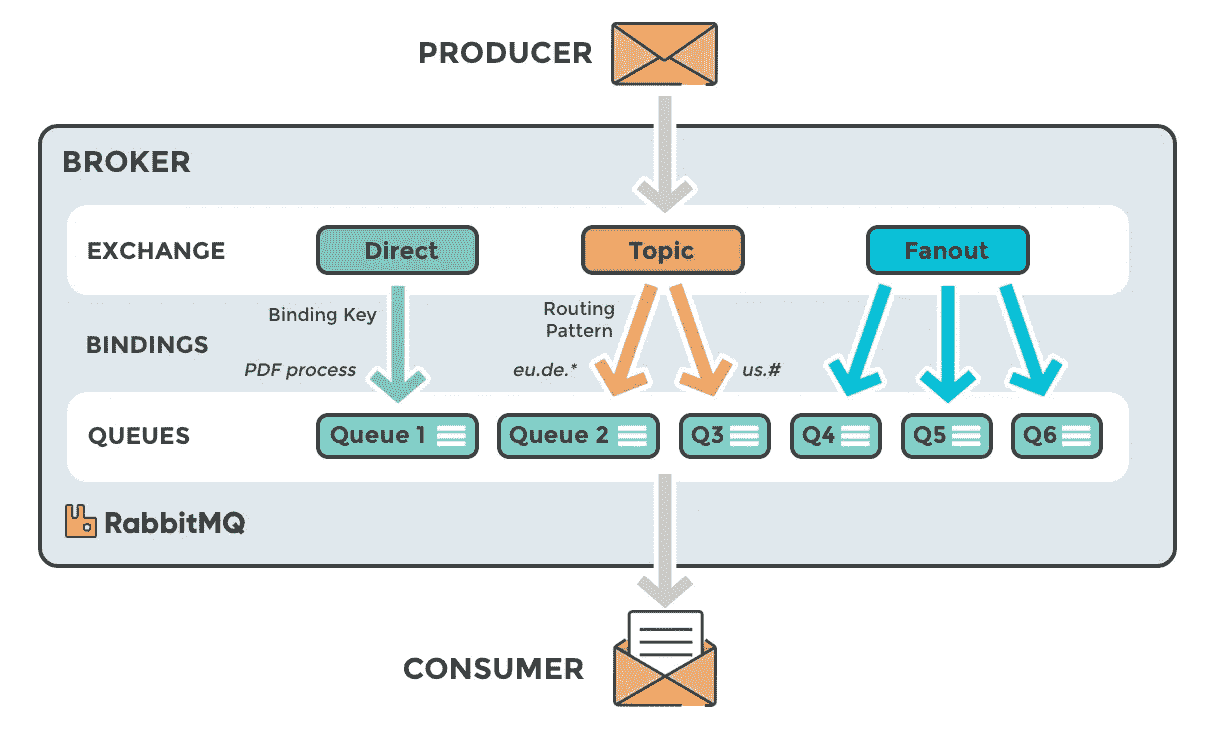 PRODUCER
BROKER
EXCHANGE
Direct
Topic
Fanout
Binding Key
Routing
Pattern
BINDINGS
PDF process
eu.de.*
us.#
QUEUES
Queue 1
Queue 2
Q3
Q4
Q5
Q6
RabbitMQ
CONSUMER